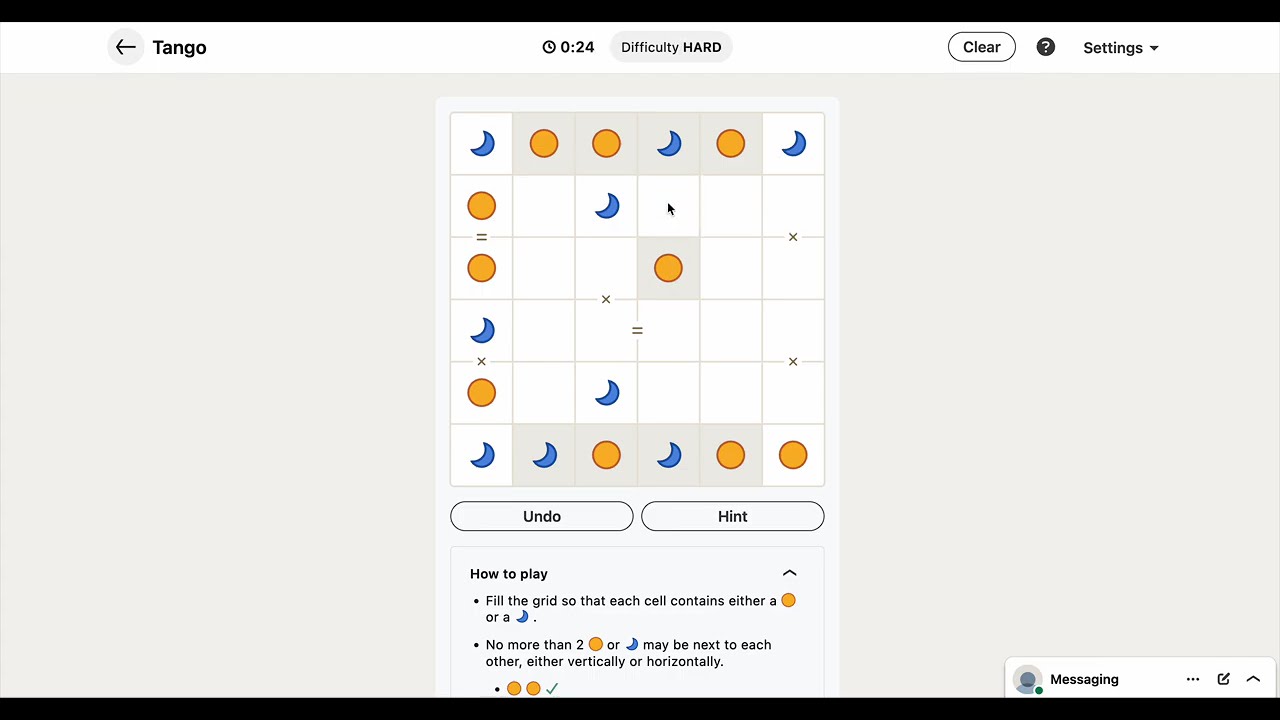 Tango
0:24
Difficulty HARD
Clear
?
Settings
=
×
×
=
×
×
Undo
Hint
How to play
• Fill the grid so that each cell contains either a
or a .
• No more than 2 or may be next to each
other, either vertically or horizontally.
•
Messaging